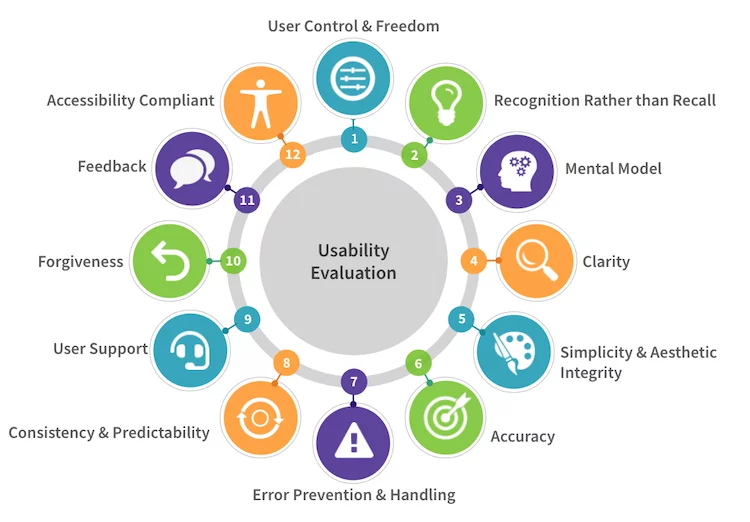 User Control & Freedom
1
Recognition Rather than Recall
2
Mental Model
3
Clarity
4
Simplicity & Aesthetic
Integrity
5
Accuracy
6
Error Prevention & Handling
7
Consistency & Predictability
8
User Support
9
Forgiveness
10
Feedback
11
Accessibility Compliant
12
Usability
Evaluation